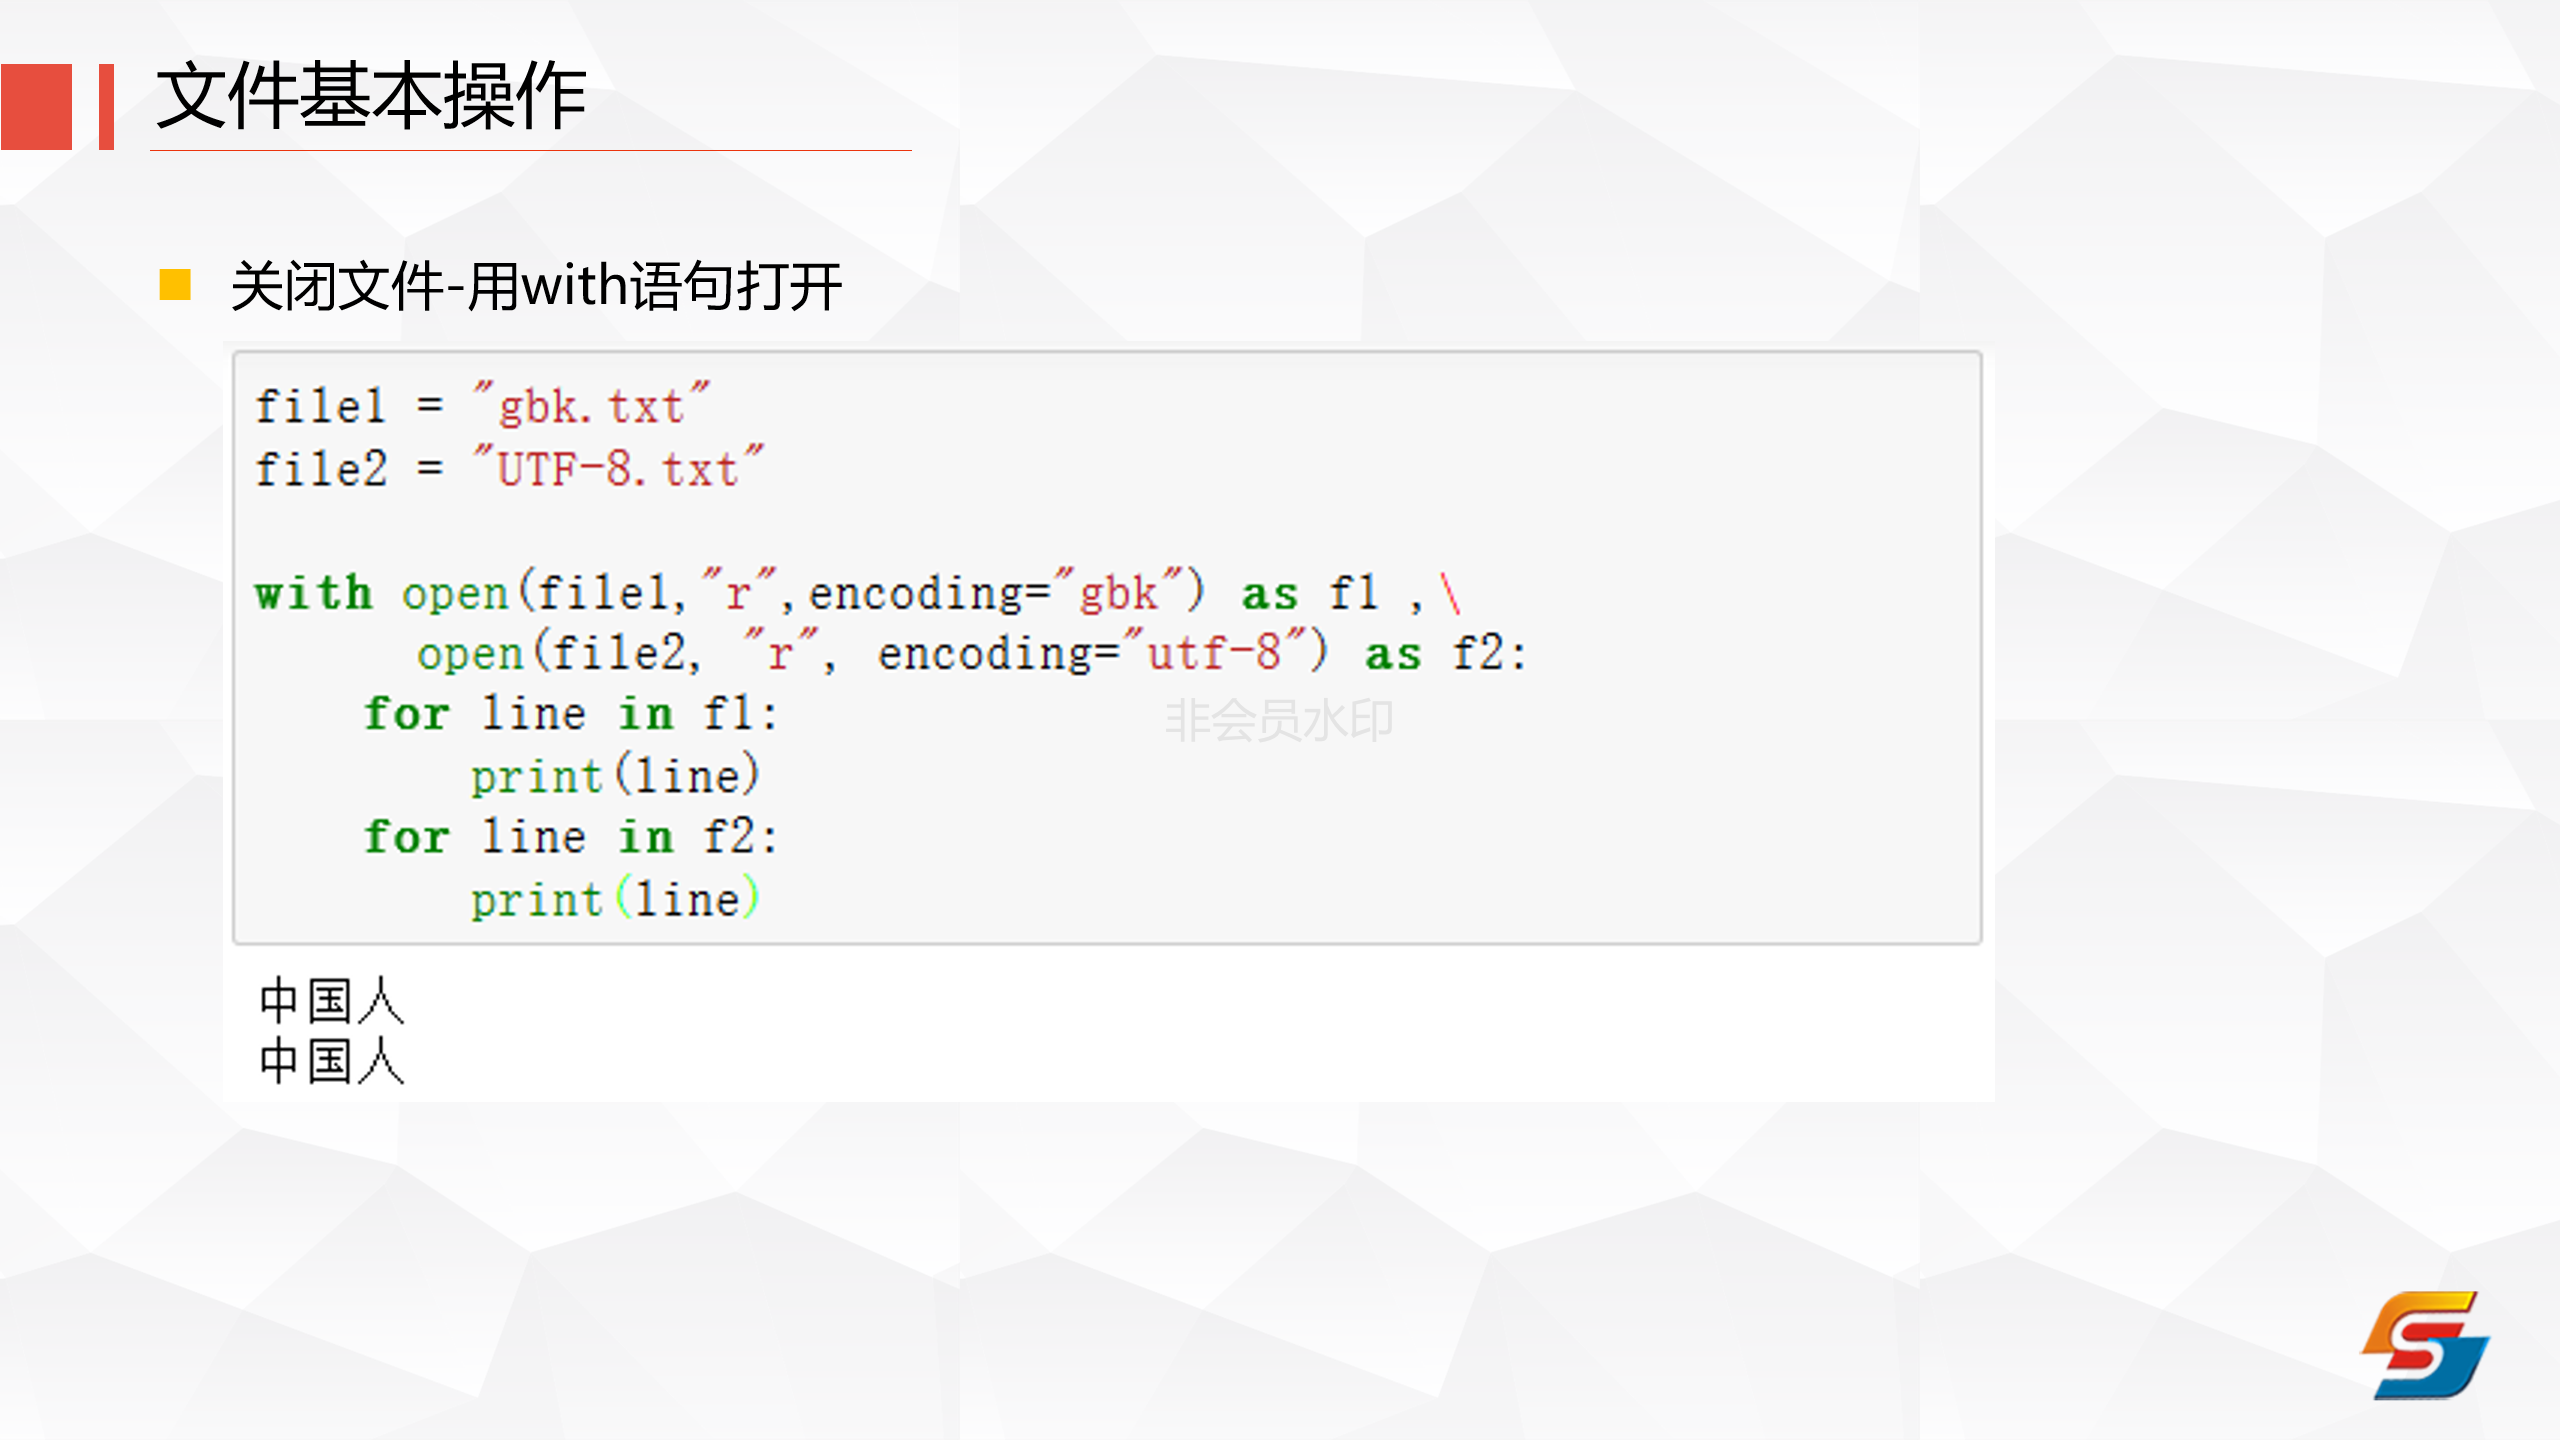 文件基本操作
关闭文件-用with语句打开
file1 = "gbk.txt"
file2 = "UTF-8.txt"
with open(file1,"r",encoding="gbk") as f1 ,\
open(file2, "r", encoding="utf-8") as f2:
for line in f1:
print(line)
for line in f2:
print(line)
非会员水印
中国人
中国人